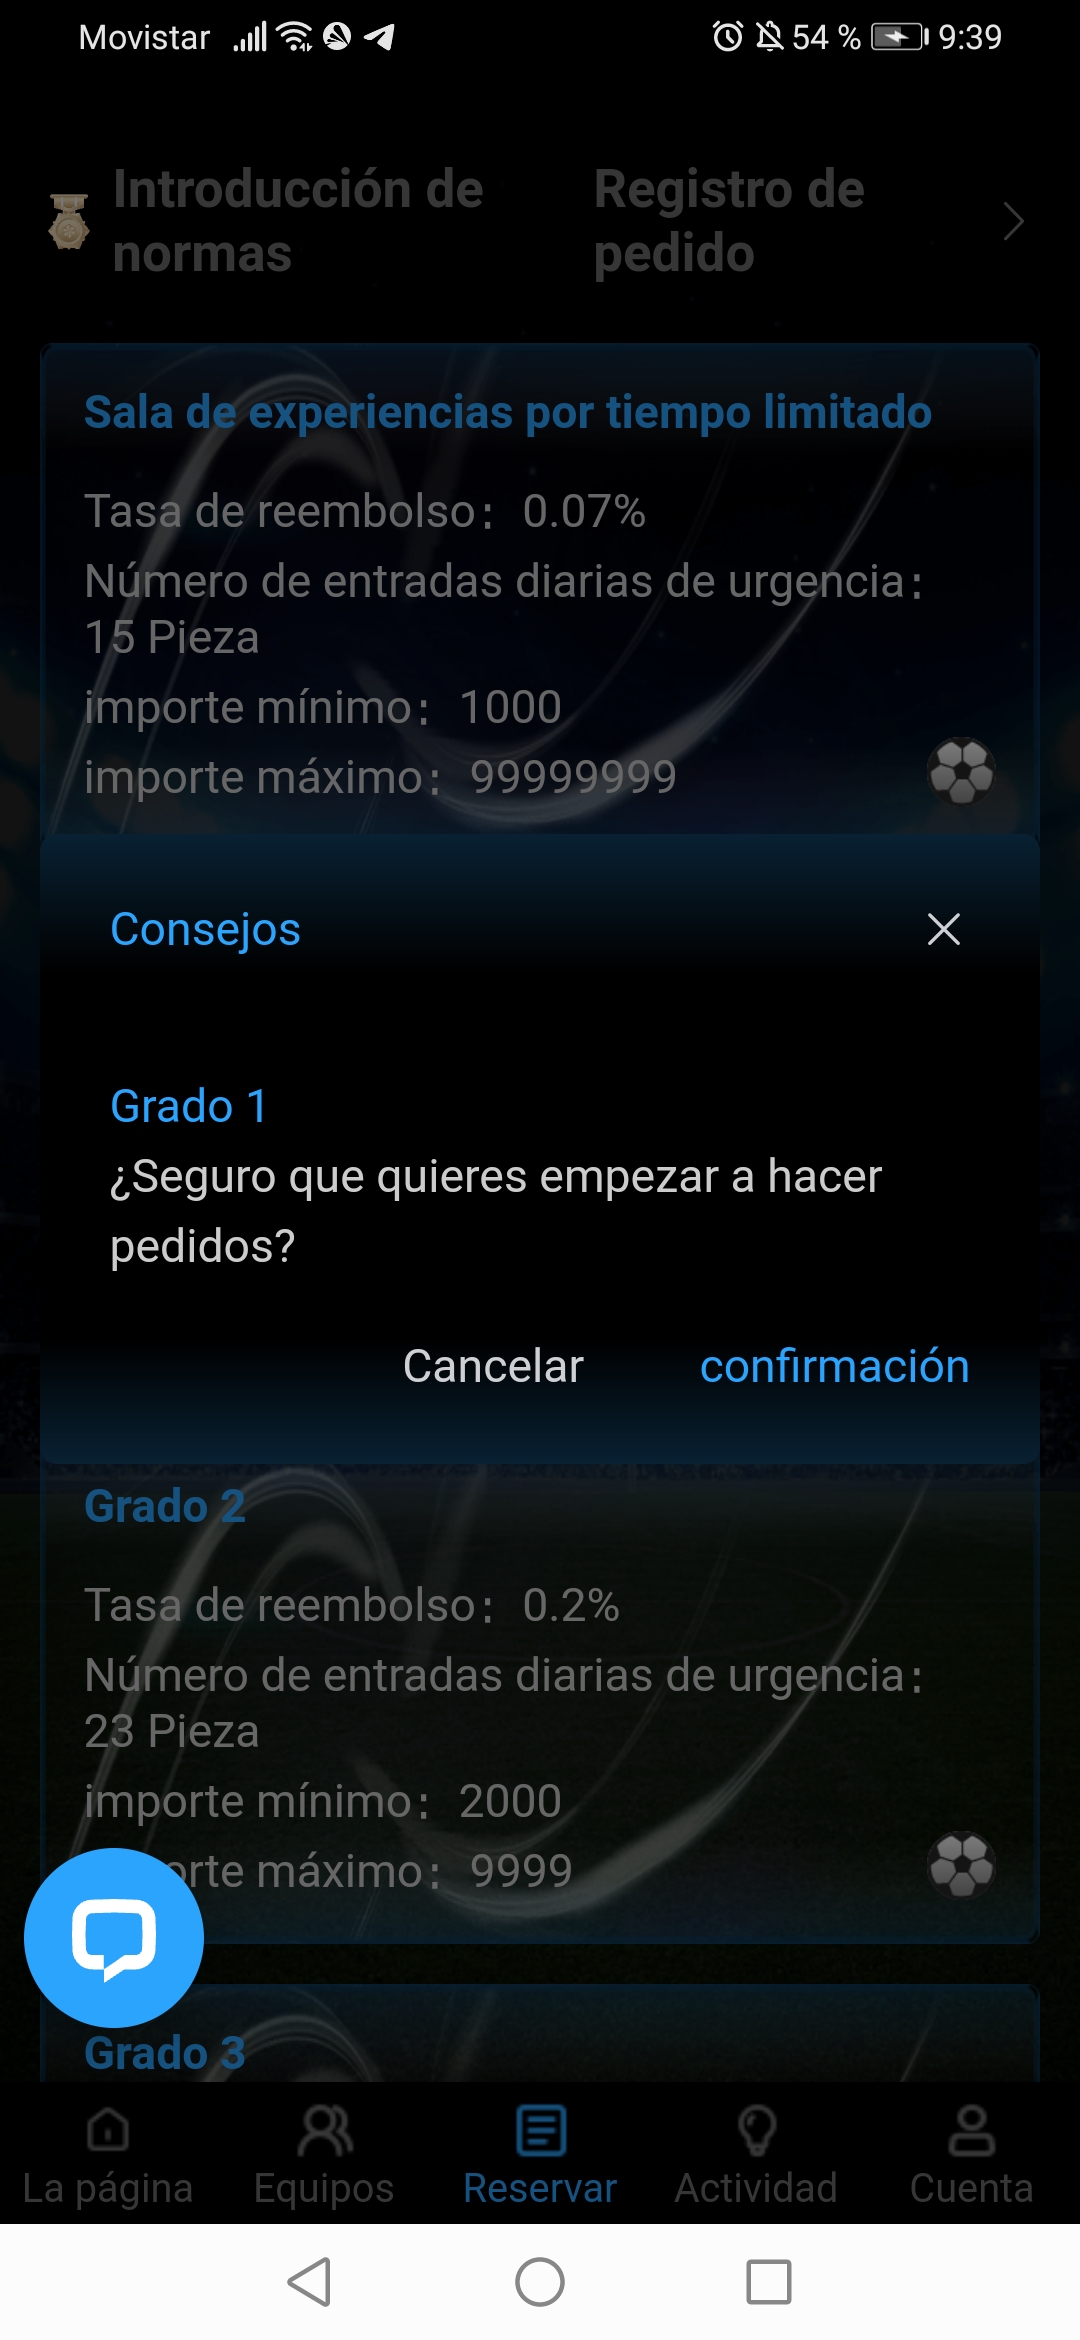 Movistar 54 % 9:39
Introducción de
normas
Registro de
pedido
Sala de experiencias por tiempo limitado
Tasa de reembolso: 0.07%
Número de entradas diarias de urgencia:
15 Pieza
importe mínimo: 1000
importe máximo: 99999999
Consejos
Grado 1
¿Seguro que quieres empezar a hacer
pedidos?
Cancelar confirmación
Grado 2
Tasa de reembolso: 0.2%
Número de entradas diarias de urgencia:
23 Pieza
importe mínimo: 2000
orte máximo: 9999
Grado 3
La página Equipos Reservar Actividad Cuenta